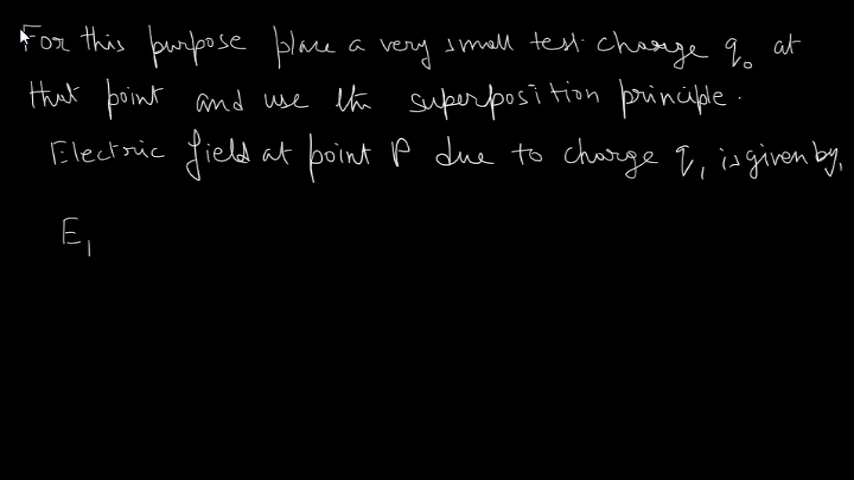 For this purpose place a very small test charge q₀ at
that point and use the superposition principle.
Electric field at point P due to charge q₁ is given by,
E₁